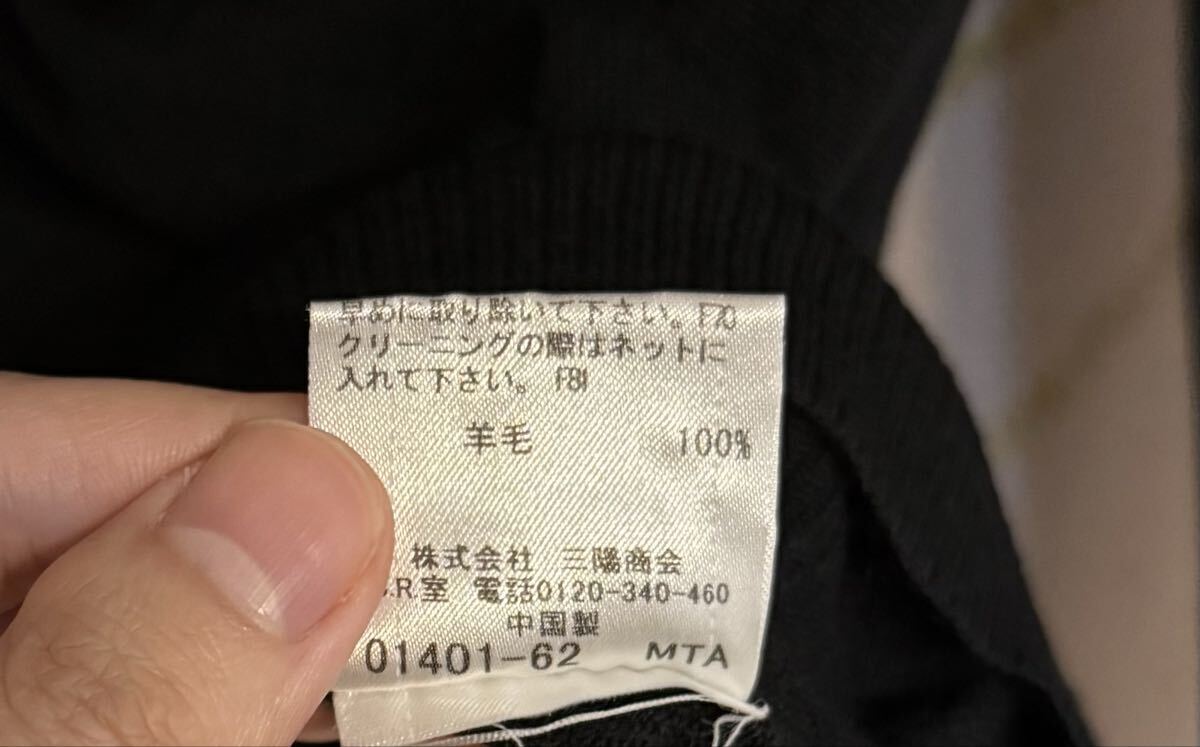 早めに取り除いて下さい。F20
クリーニングの際はネットに
入れて下さい。 F81
羊毛 100%
株式会社 三陽商会
R室 電話0120-340-460
中国製
01401-62 MTA